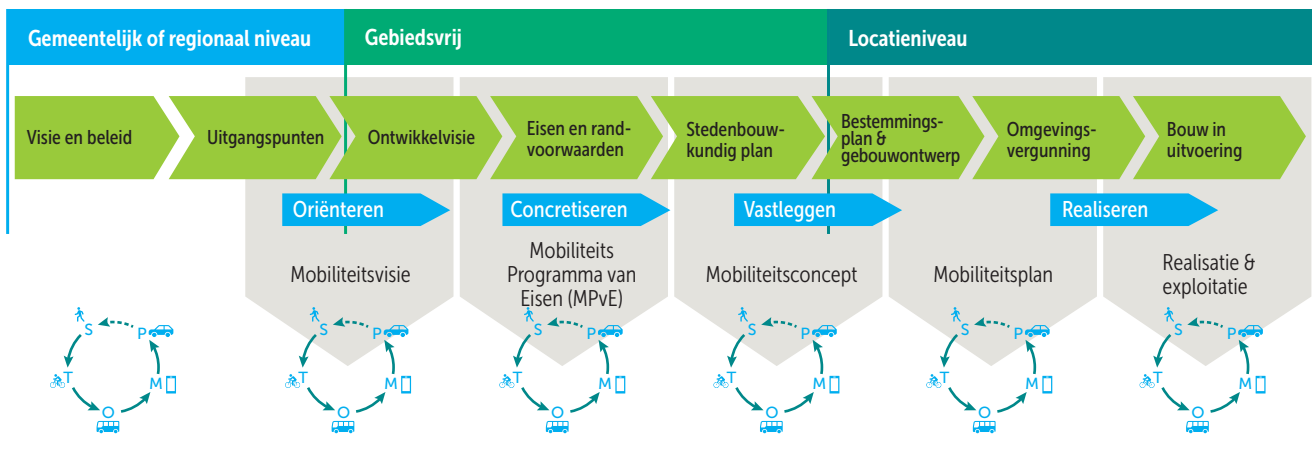 Gemeentelijk of regionaal niveau
Gebiedsvrij
Locatieniveau
Visie en beleid
Uitgangspunten
Ontwikkelvisie
Eisen en rand-
voorwaarden
Stedenbouw-
kundig plan
Bestemmings-
plan &
gebouwontwerp
Omgevings-
vergunning
Bouw in
uitvoering
Oriënteren
Concretiseren
Vastleggen
Realiseren
Mobiliteitsvisie
Mobiliteits
Programma van
Eisen (MPvE)
Mobiliteitsconcept
Mobiliteitsplan
Realisatie &
exploitatie
S
P
T
M
O
S
P
T
M
O
S
P
T
M
O
S
P
T
M
O
S
P
T
M
O
S
P
T
M
O